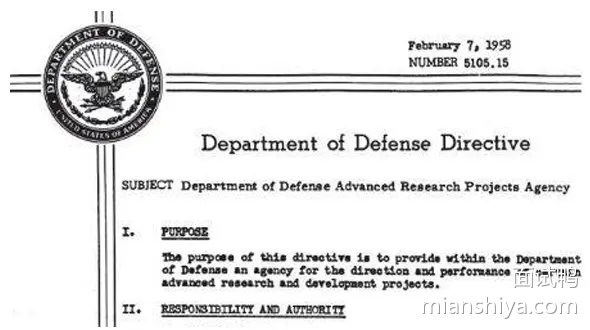 February 7, 1958
NUMBER 5105.15
DEPARTMENT OF DEFENSE
UNITED STATES OF AMERICA
Department of Defense Directive
SUBJECT Department of Defense Advanced Research Projects Agency
I. PURPOSE
The purpose of this directive is to provide within the Department
of Defense an agency for the direction and performance of
advanced research and development projects.
II. RESPONSIBILITY AND AUTHORITY
面试鸭
mianshiya.com